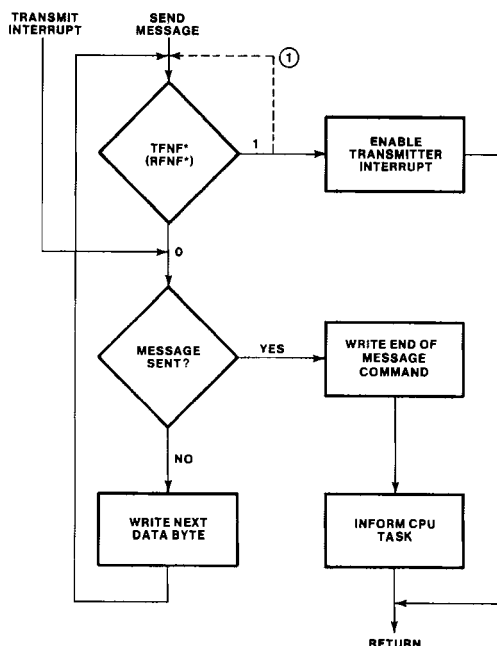 TRANSMIT
INTERRUPT
SEND
MESSAGE
1
TFNF*
(RFNF*)
1
ENABLE
TRANSMITTER
INTERRUPT
0
MESSAGE
SENT?
YES
WRITE END OF
MESSAGE
COMMAND
NO
WRITE NEXT
DATA BYTE
INFORM CPU
TASK
RETURN